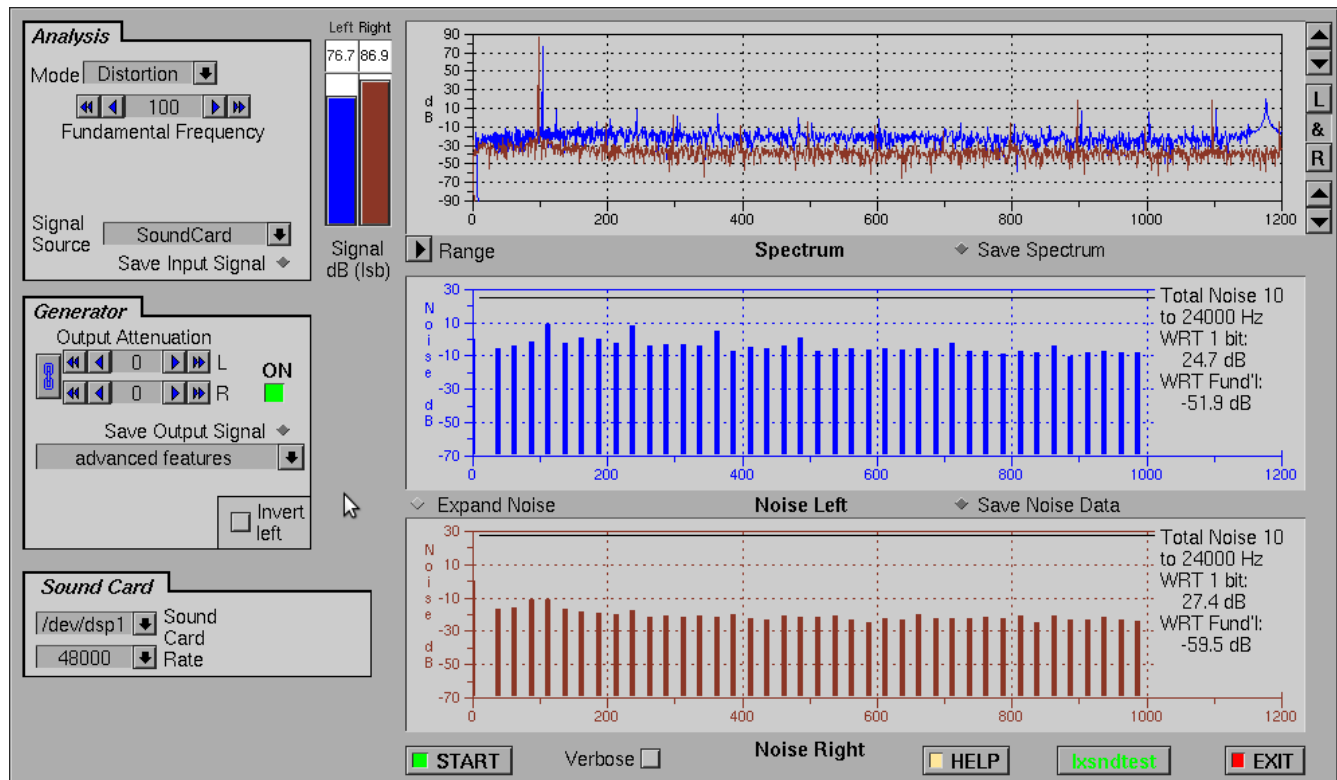 Analysis
Mode Distortion
100
Fundamental Frequency
Signal
Source SoundCard
Save Input Signal
Generator
Output Attenuation
0 L
0 R
ON
Save Output Signal
advanced features
Invert
left
Sound Card
/dev/dsp1 Sound
Card
48000 Rate
Left Right
76.7 86.9
Signal
dB (lsb)
90
70
50
30
10
-10
-30
-50
-70
-90
d
B
0 200 400 600 800 1000 1200
L
&
R
Range Spectrum Save Spectrum
30
10
-10
-30
-50
-70
N
o
i
s
e
d
B
0 200 400 600 800 1000 1200
Total Noise 10
to 24000 Hz
WRT 1 bit:
24.7 dB
WRT Fund'l:
-51.9 dB
Expand Noise Noise Left Save Noise Data
30
10
-10
-30
-50
-70
N
o
i
s
e
d
B
0 200 400 600 800 1000 1200
Total Noise 10
to 24000 Hz
WRT 1 bit:
27.4 dB
WRT Fund'l:
-59.5 dB
START Verbose Noise Right HELP lxsndtest EXIT